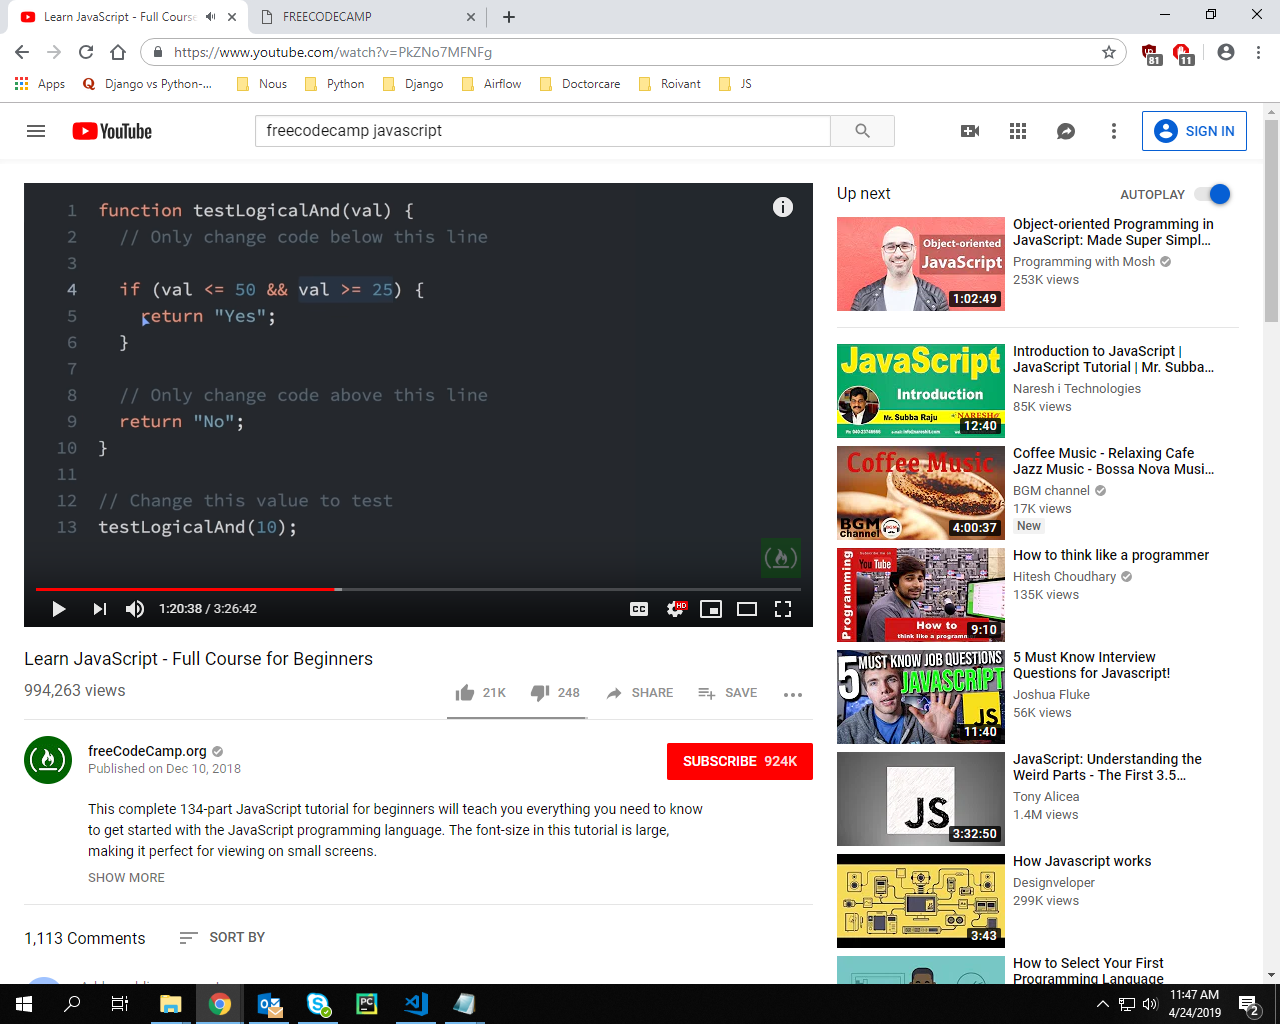 Learn JavaScript - Full Course
FREECODECAMP
https://www.youtube.com/watch?v=PkZNo7MFNFg
81
11
Apps
Django vs Python-...
Nous
Python
Django
Airflow
Doctorcare
Roivant
JS
YouTube
freecodecamp javascript
SIGN IN
1 function testLogicalAnd(val) {
2 // Only change code below this line
3
4 if (val <= 50 && val >= 25) {
5 return "Yes";
6 }
7
8 // Only change code above this line
9 return "No";
10 }
11
12 // Change this value to test
13 testLogicalAnd(10);
1:20:38 / 3:26:42
CC
HD
Learn JavaScript - Full Course for Beginners
994,263 views
21K
248
SHARE
SAVE
freeCodeCamp.org
Published on Dec 10, 2018
SUBSCRIBE 924K
This complete 134-part JavaScript tutorial for beginners will teach you everything you need to know
to get started with the JavaScript programming language. The font-size in this tutorial is large,
making it perfect for viewing on small screens.
SHOW MORE
1,113 Comments
SORT BY
Up next
AUTOPLAY
Object-oriented
JavaScript
1:02:49
Object-oriented Programming in
JavaScript: Made Super Simpl...
Programming with Mosh
253K views
JavaScript
Introduction
Mr. Subba Raju
NARESH
12:40
Introduction to JavaScript |
JavaScript Tutorial | Mr. Subba...
Naresh i Technologies
85K views
Coffee Music
BGM
channel
4:00:37
Coffee Music - Relaxing Cafe
Jazz Music - Bossa Nova Musi...
BGM channel
17K views
New
Programming
YouTube
How to
think like a programm
9:10
How to think like a programmer
Hitesh Choudhary
135K views
5 MUST KNOW JOB QUESTIONS
JAVASCRIPT
JS
11:40
5 Must Know Interview
Questions for Javascript!
Joshua Fluke
56K views
JS
3:32:50
JavaScript: Understanding the
Weird Parts - The First 3.5...
Tony Alicea
1.4M views
3:43
How Javascript works
Designveloper
299K views
How to Select Your First
Programming Language
11:47 AM
4/24/2019
2